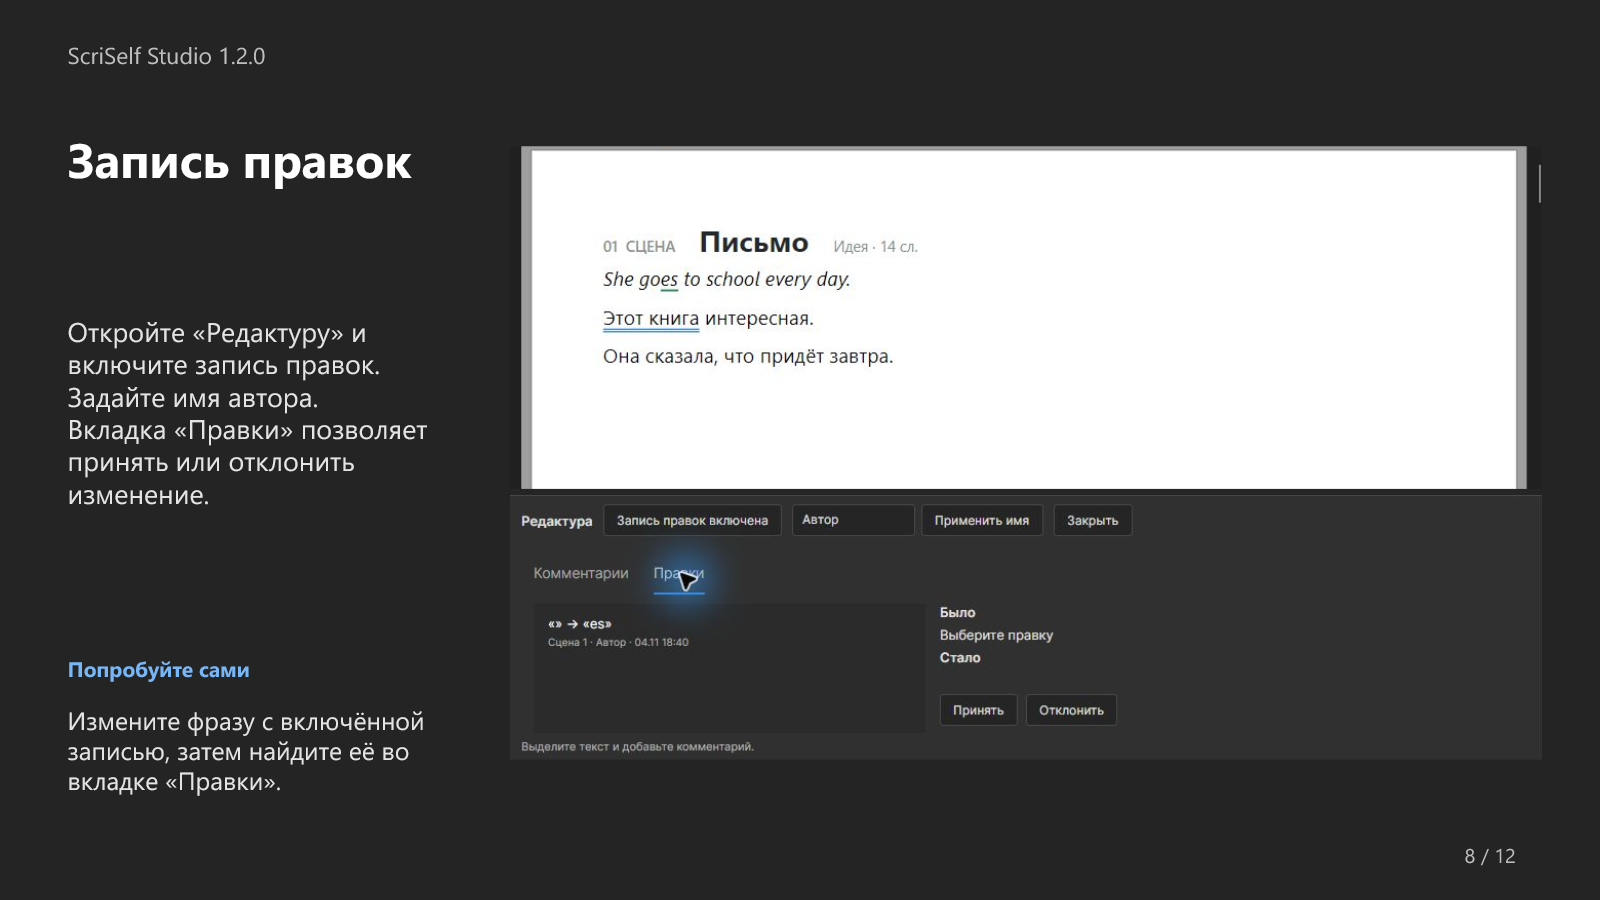 ScriSelf Studio 1.2.0
Запись правок
Откройте «Редактуру» и
включите запись правок.
Задайте имя автора.
Вкладка «Правки» позволяет
принять или отклонить
изменение.
Попробуйте сами
Измените фразу с включённой
записью, затем найдите её во
вкладке «Правки».
01 СЦЕНА Письмо Идея · 14 сл.
She goes to school every day.
Этот книга интересная.
Она сказала, что придёт завтра.
Редактура Запись правок включена Автор Применить имя Закрыть
Комментарии Правки
«» → «es»
Сцена 1 · Автор · 04.11 18:40
Было
Выберите правку
Стало
Принять Отклонить
Выделите текст и добавьте комментарий.
8 / 12